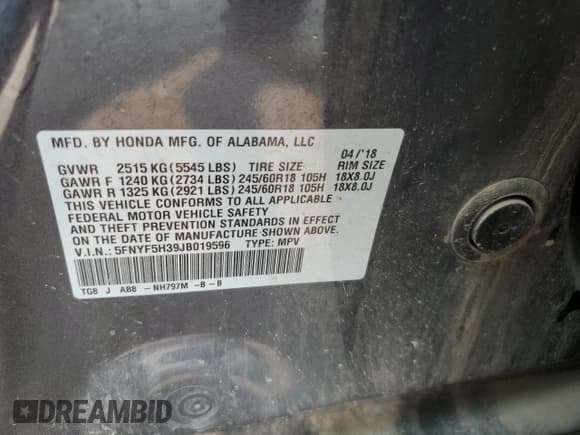 MFD. BY HONDA MFG. OF ALABAMA, LLC
04/'18
GVWR 2515 KG (5545 LBS) TIRE SIZE RIM SIZE
GAWR F 1240 KG (2734 LBS) 245/60R18 105H 18X8.0J
GAWR R 1325 KG (2921 LBS) 245/60R18 105H 18X8.0J
THIS VEHICLE CONFORMS TO ALL APPLICABLE
FEDERAL MOTOR VEHICLE SAFETY
AND THEFT PREVENTION STANDARDS IN EFFECT
ON THE DATE OF MANUFACTURE SHOWN ABOVE.
V.I.N.: 5FNYF5H39JB019596 TYPE: MPV
TG8 J AB8 - NH797M -B - B
DREAMBID